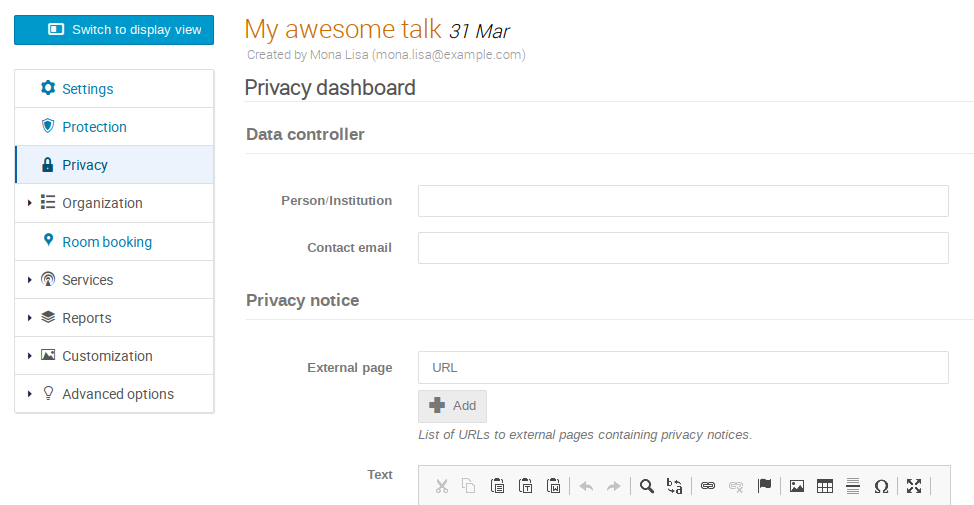 Switch to display view
My awesome talk 31 Mar
Created by Mona Lisa (mona.lisa@example.com)
Settings
Protection
Privacy
Organization
Room booking
Services
Reports
Customization
Advanced options
Privacy dashboard
Data controller
Person/Institution
Contact email
Privacy notice
External page
URL
Add
List of URLs to external pages containing privacy notices.
Text